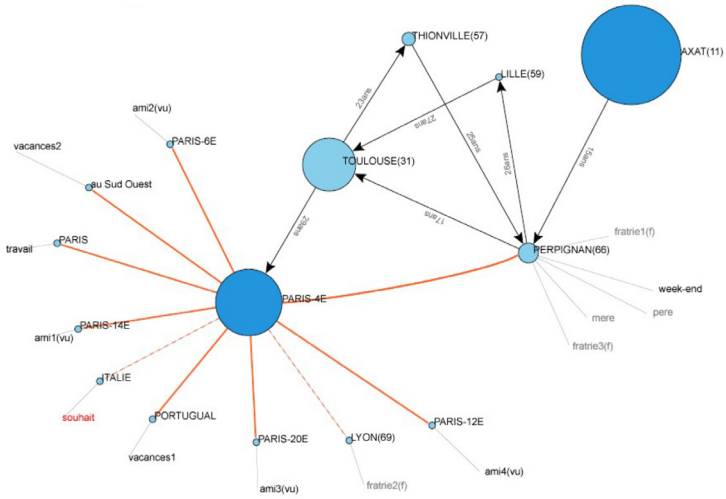 THIONVILLE(57)
AXAT(11)
LILLE(59)
23ans
ami2(vu)
27ans
PARIS-6E
25ans
vacances2
TOULOUSE(31)
26ans
15ans
au Sud Ouest
17ans
29ans
fratrie1(f)
PARIS
travail
PERPIGNAN(66)
week-end
PARIS-4E
pere
mere
PARIS-14E
ami1(vu)
fratrie3(f)
ITALIE
souhait
PORTUGUAL
PARIS-12E
PARIS-20E
LYON(69)
vacances1
ami4(vu)
fratrie2(f)
ami3(vu)